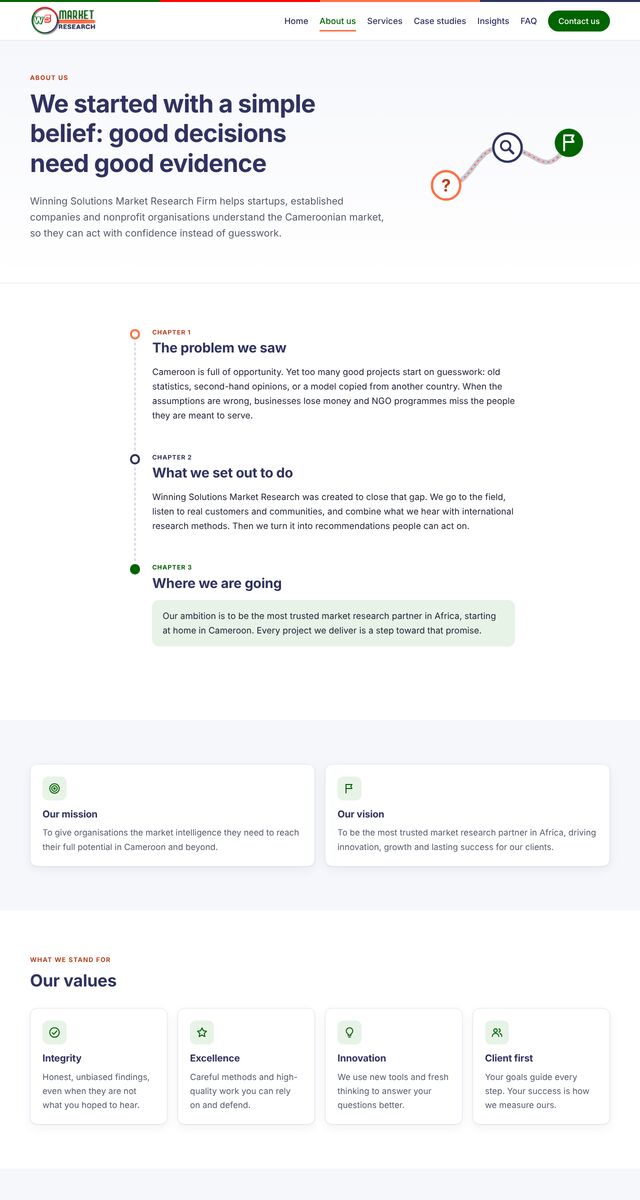 WS MARKET
RESEARCH
Home About us Services Case studies Insights FAQ Contact us
ABOUT US
We started with a simple
belief: good decisions
need good evidence
Winning Solutions Market Research Firm helps startups, established
companies and nonprofit organisations understand the Cameroonian market,
so they can act with confidence instead of guesswork.
?
CHAPTER 1
The problem we saw
Cameroon is full of opportunity. Yet too many good projects start on guesswork: old
statistics, second-hand opinions, or a model copied from another country. When the
assumptions are wrong, businesses lose money and NGO programmes miss the people
they are meant to serve.
CHAPTER 2
What we set out to do
Winning Solutions Market Research was created to close that gap. We go to the field,
listen to real customers and communities, and combine what we hear with international
research methods. Then we turn it into recommendations people can act on.
CHAPTER 3
Where we are going
Our ambition is to be the most trusted market research partner in Africa, starting
at home in Cameroon. Every project we deliver is a step toward that promise.
Our mission
To give organisations the market intelligence they need to reach
their full potential in Cameroon and beyond.
Our vision
To be the most trusted market research partner in Africa, driving
innovation, growth and lasting success for our clients.
WHAT WE STAND FOR
Our values
Integrity
Honest, unbiased findings,
even when they are not
what you hoped to hear.
Excellence
Careful methods and high-
quality work you can rely
on and defend.
Innovation
We use new tools and fresh
thinking to answer your
questions better.
Client first
Your goals guide every
step. Your success is how
we measure ours.